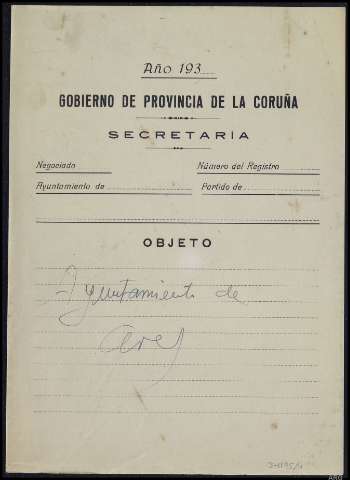 Año 193
GOBIERNO DE PROVINCIA DE LA CORUÑA
SECRETARÍA
Negociado Número del Registro
Ayuntamiento de Partido de
OBJETO
Ayuntamiento de
Ares